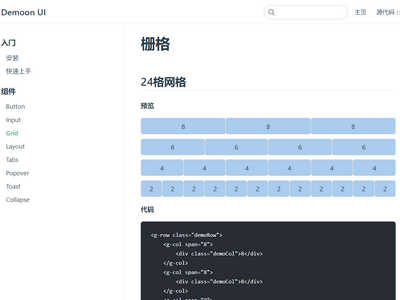 Demoon UI
主页
源代码
入门
安装
快速上手
组件
Button
Input
Grid
Layout
Tabs
Popover
Toast
Collapse
栅格
24格网格
预览
8 8 8
6 6 6 6
4 4 4 4 4 4
2 2 2 2 2 2 2 2 2 2 2 2
代码
<g-row class="demoRow">
<g-col span="8">
<div class="demoCol">8</div>
</g-col>
<g-col span="8">
<div class="demoCol">8</div>
</g-col>